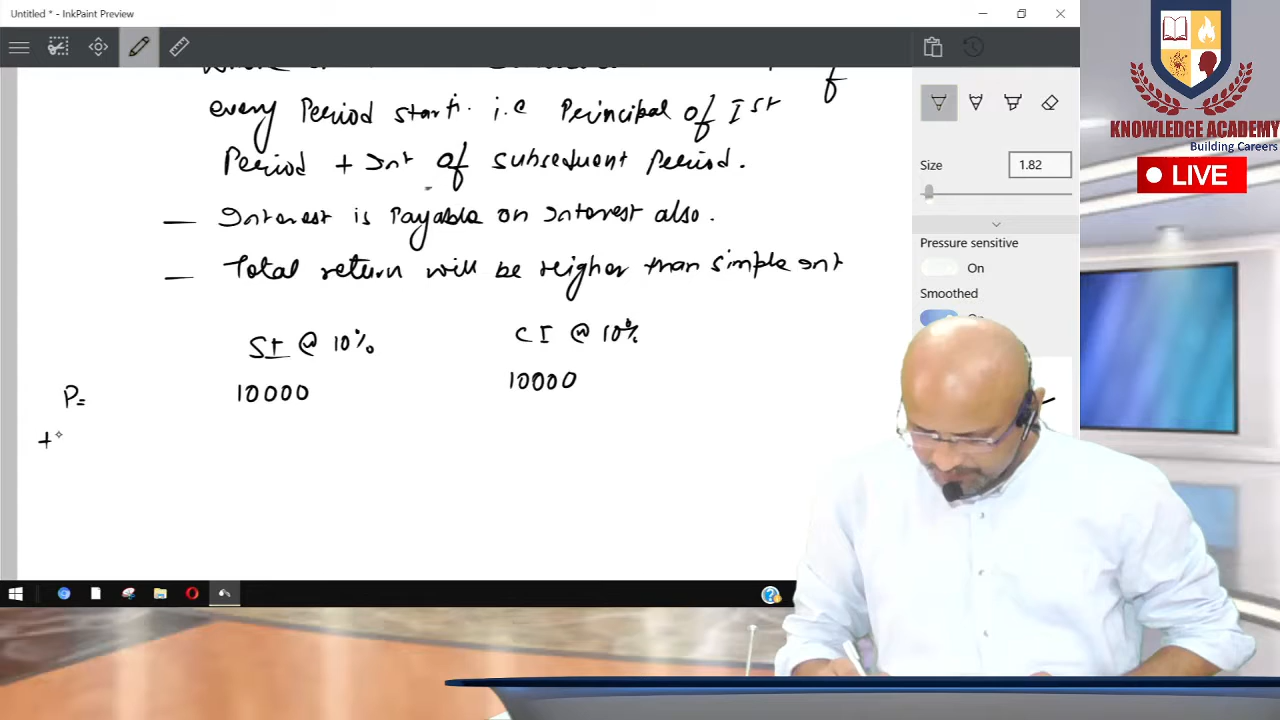 Untitled * - InkPaint Preview
every Period start. i.e Principal of Ist
Period + Int of subsequent Period.
— Interest is Payable on Interest also.
— Total return will be Heigher than simple Int
SI @ 10%
CI @ 10%
P=
10000
10000
+
Size
1.82
Pressure sensitive
On
Smoothed
KNOWLEDGE ACADEMY
Building Careers
LIVE